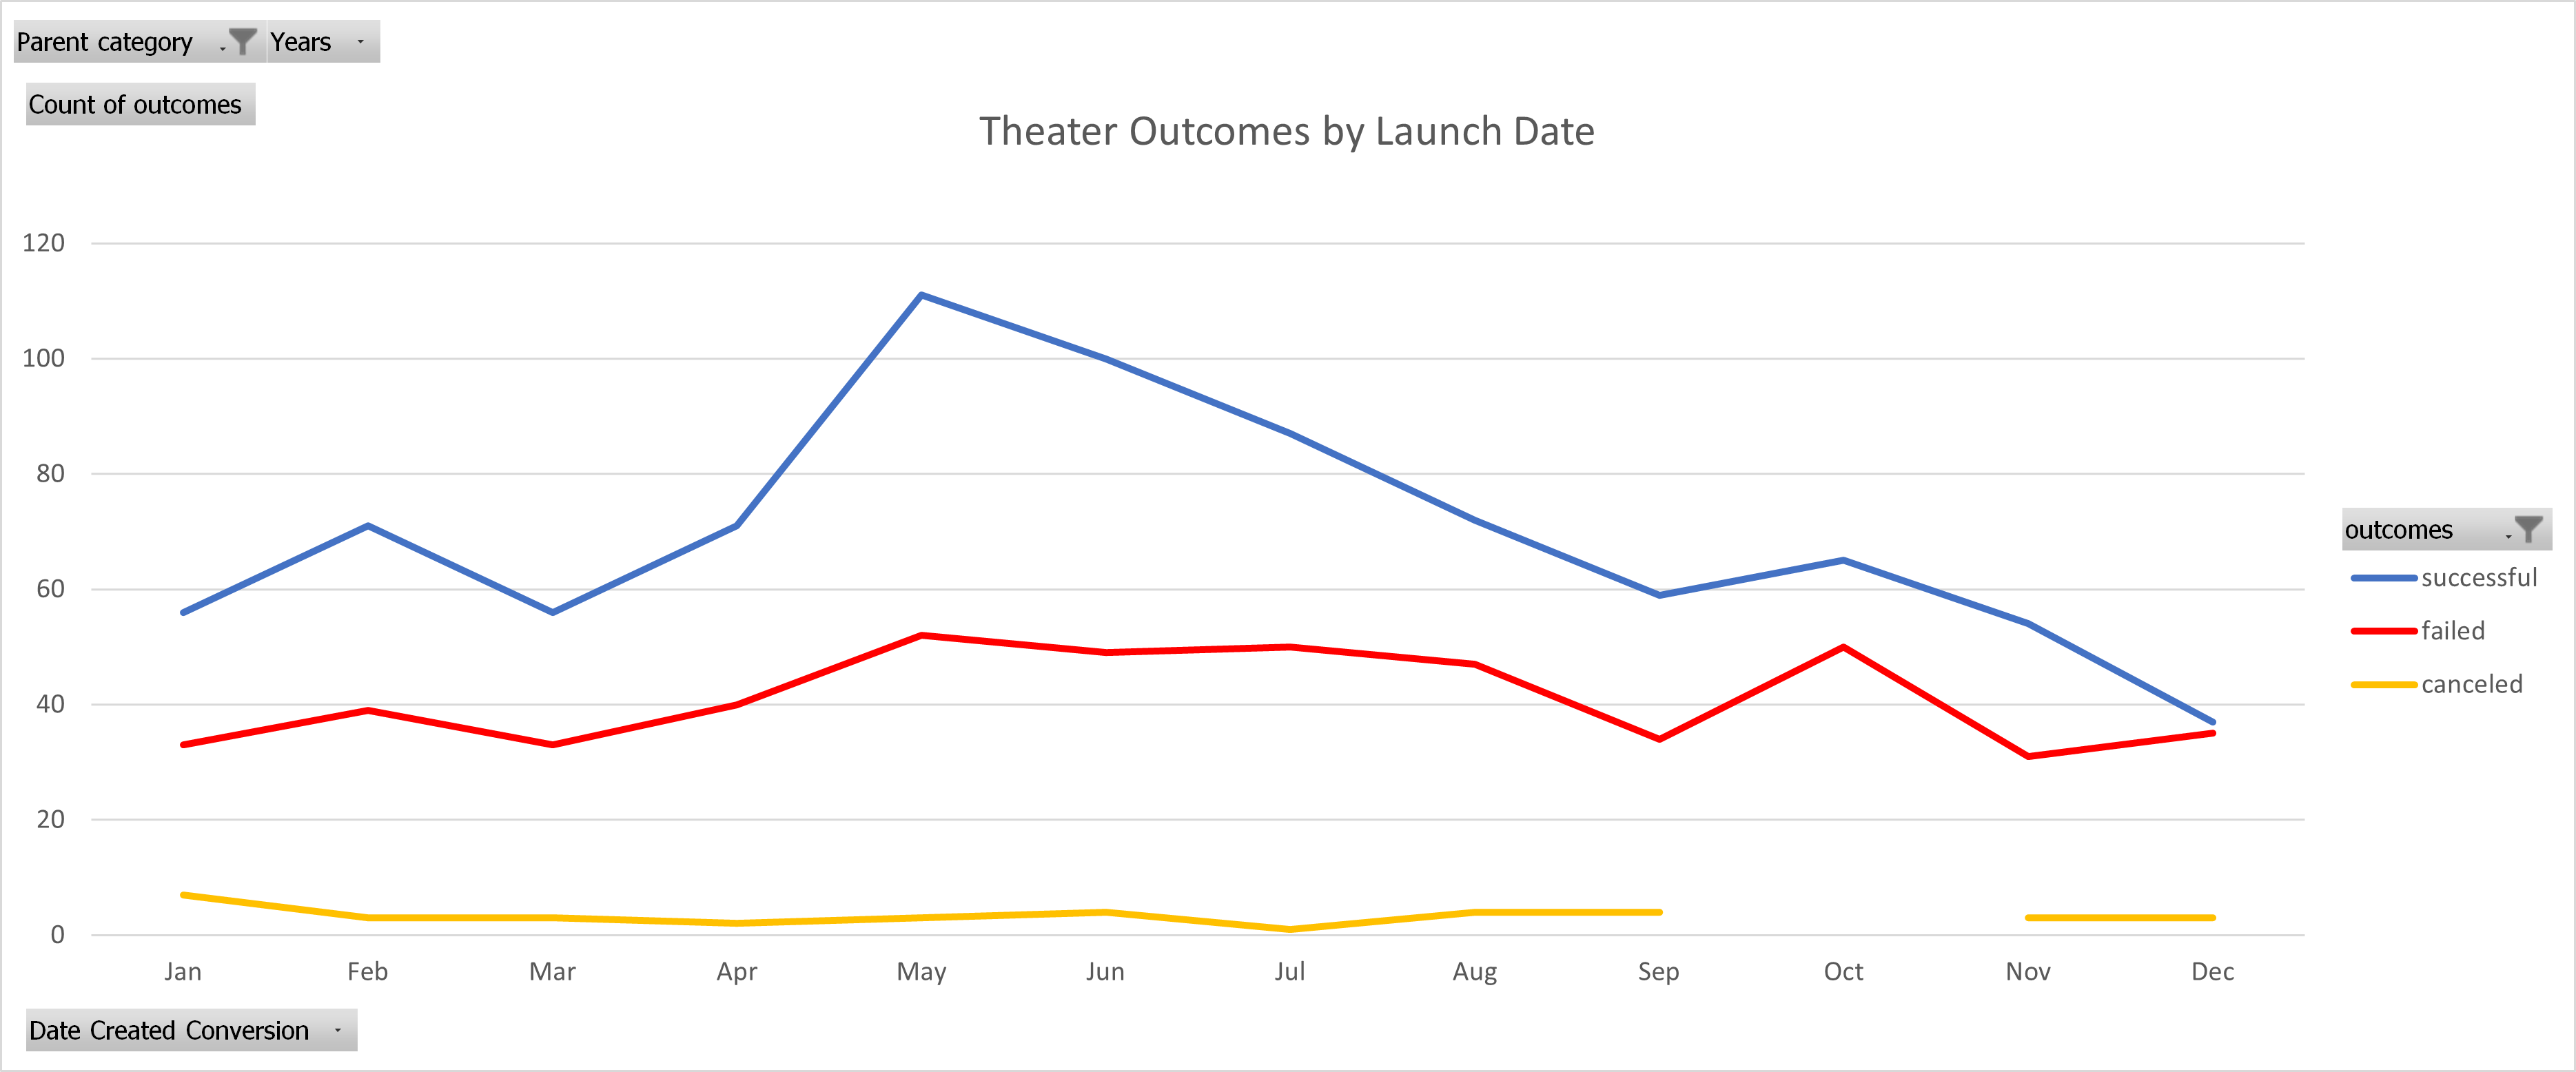 Parent category Years
Count of outcomes
Theater Outcomes by Launch Date
120
100
80
60
40
20
0
Jan Feb Mar Apr May Jun Jul Aug Sep Oct Nov Dec
outcomes
successful
failed
canceled
Date Created Conversion